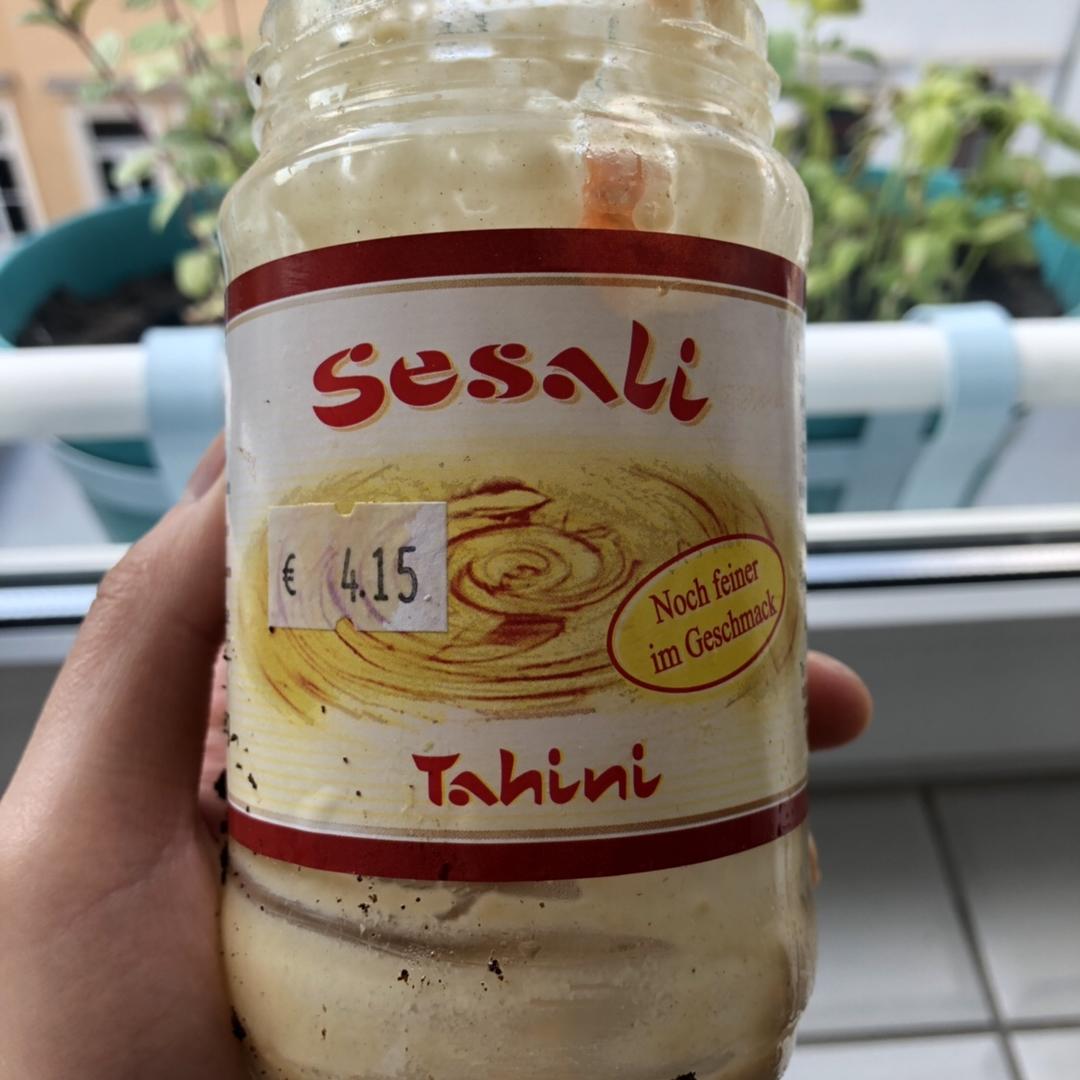 Sesali
€ 4.15
Noch feiner
im Geschmack
Tahini